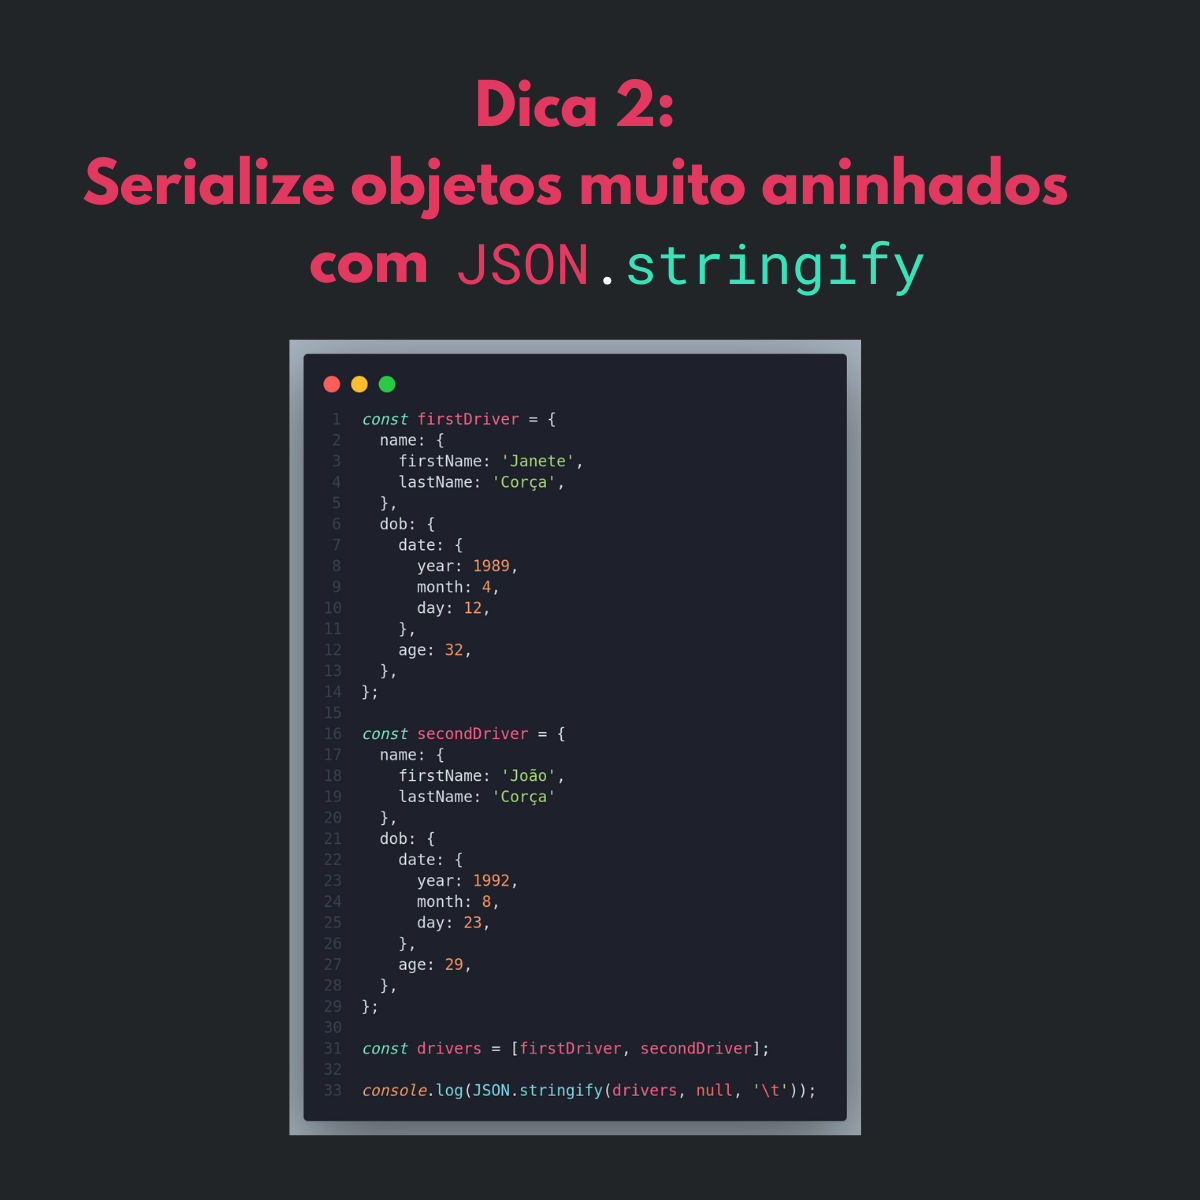 Dica 2:
Serialize objetos muito aninhados
com JSON.stringify
1 const firstDriver = {
2   name: {
3     firstName: 'Janete',
4     lastName: 'Corça',
5   },
6   dob: {
7     date: {
8       year: 1989,
9       month: 4,
10       day: 12,
11     },
12     age: 32,
13   },
14 };
15
16 const secondDriver = {
17   name: {
18     firstName: 'João',
19     lastName: 'Corça'
20   },
21   dob: {
22     date: {
23       year: 1992,
24       month: 8,
25       day: 23,
26     },
27     age: 29,
28   },
29 };
30
31 const drivers = [firstDriver, secondDriver];
32
33 console.log(JSON.stringify(drivers, null, '\t'));